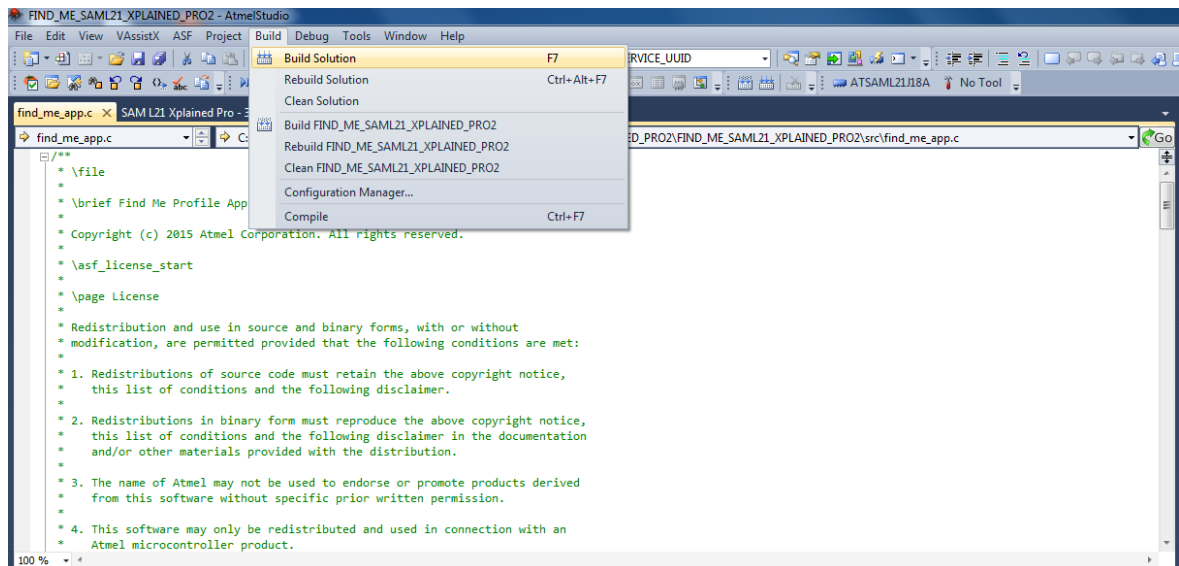 FIND_ME_SAML21_XPLAINED_PRO2 - AtmelStudio
File Edit View VAssistX ASF Project Build Debug Tools Window Help
Build Solution F7
RVICE_UUID
Rebuild Solution Ctrl+Alt+F7
ATSAML21J18A No Tool
Clean Solution
find_me_app.c SAM L21 Xplained Pro -
Build FIND_ME_SAML21_XPLAINED_PRO2
find_me_app.c C:
ED_PRO2\FIND_ME_SAML21_XPLAINED_PRO2\src\find_me_app.c Go
Rebuild FIND_ME_SAML21_XPLAINED_PRO2
Clean FIND_ME_SAML21_XPLAINED_PRO2
Configuration Manager...
Compile Ctrl+F7
/**
* \file
*
* \brief Find Me Profile App
*
* Copyright (c) 2015 Atmel Corporation. All rights reserved.
*
* \asf_license_start
*
* \page License
*
* Redistribution and use in source and binary forms, with or without
* modification, are permitted provided that the following conditions are met:
*
* 1. Redistributions of source code must retain the above copyright notice,
*    this list of conditions and the following disclaimer.
*
* 2. Redistributions in binary form must reproduce the above copyright notice,
*    this list of conditions and the following disclaimer in the documentation
*    and/or other materials provided with the distribution.
*
* 3. The name of Atmel may not be used to endorse or promote products derived
*    from this software without specific prior written permission.
*
* 4. This software may only be redistributed and used in connection with an
*    Atmel microcontroller product.
100 %